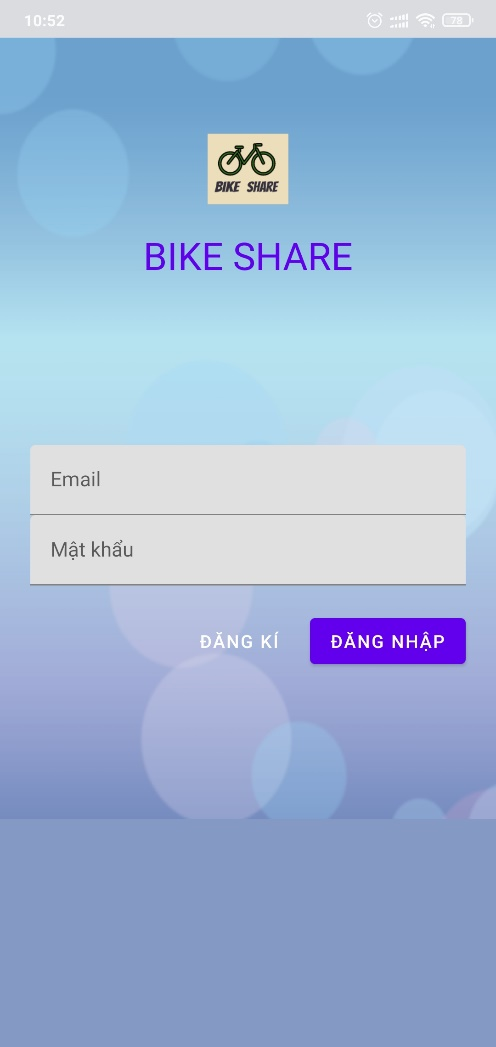 10:52
78
BIKE SHARE
BIKE SHARE
Email
Mật khẩu
ĐĂNG KÍ
ĐĂNG NHẬP